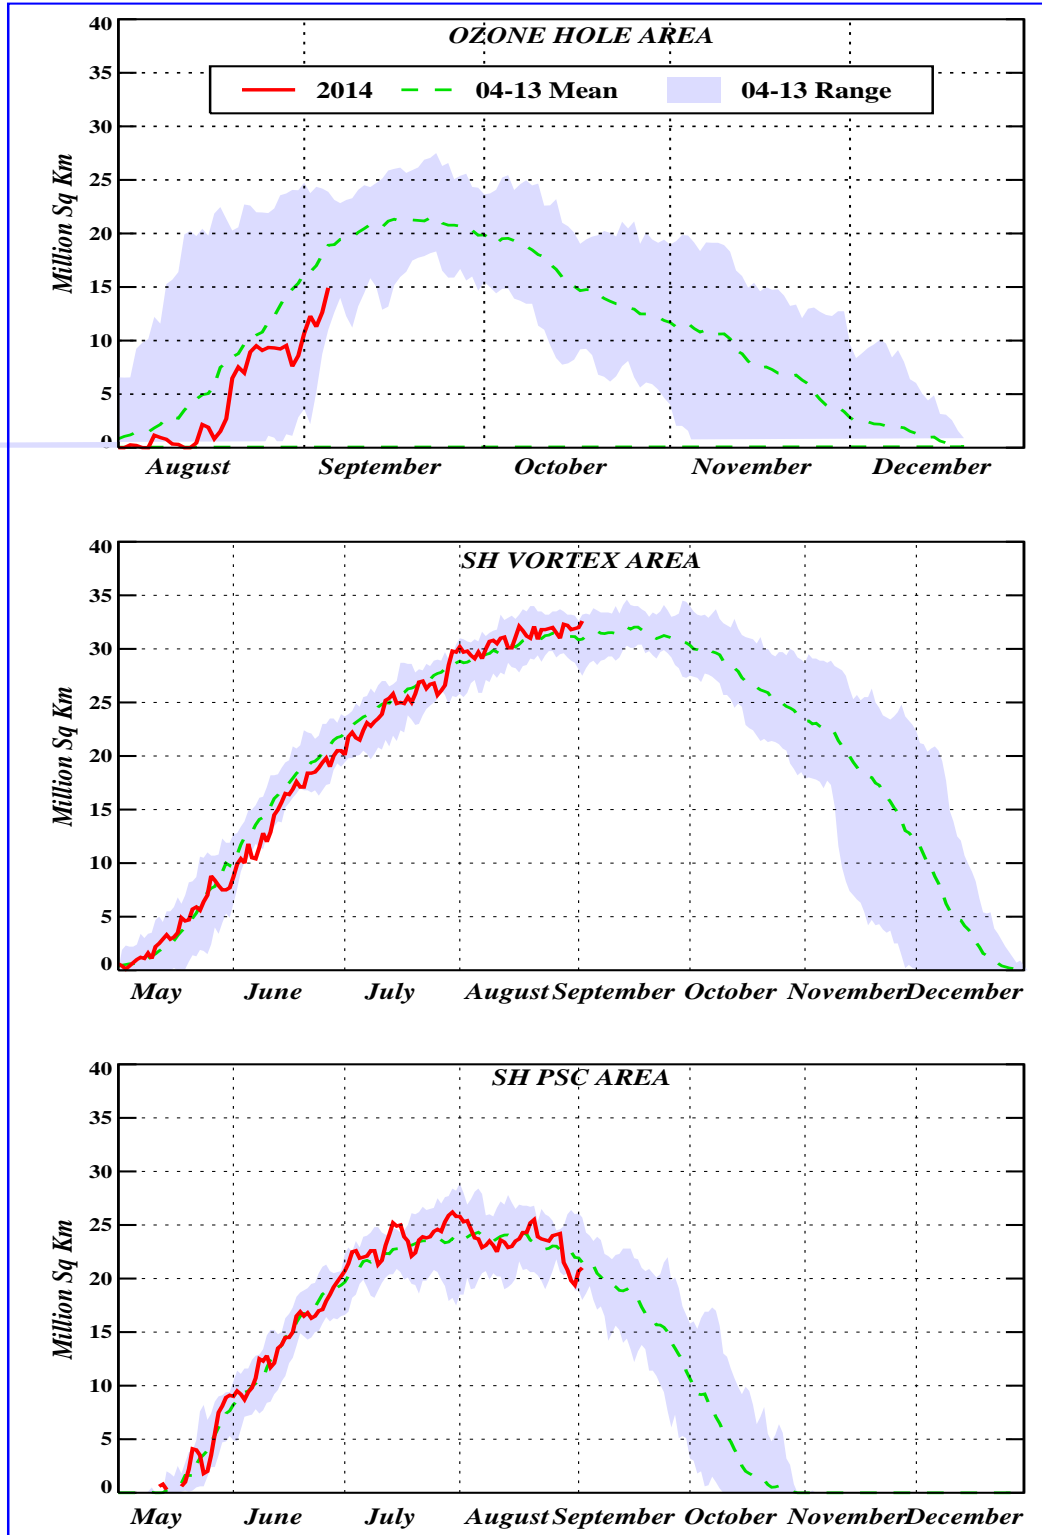 OZONE HOLE AREA
2014 04-13 Mean 04-13 Range
Million Sq Km
40
35
30
25
20
15
10
5
0
August September October November December
SH VORTEX AREA
Million Sq Km
40
35
30
25
20
15
10
5
0
May June July August September October November December
SH PSC AREA
Million Sq Km
40
35
30
25
20
15
10
5
0
May June July August September October November December